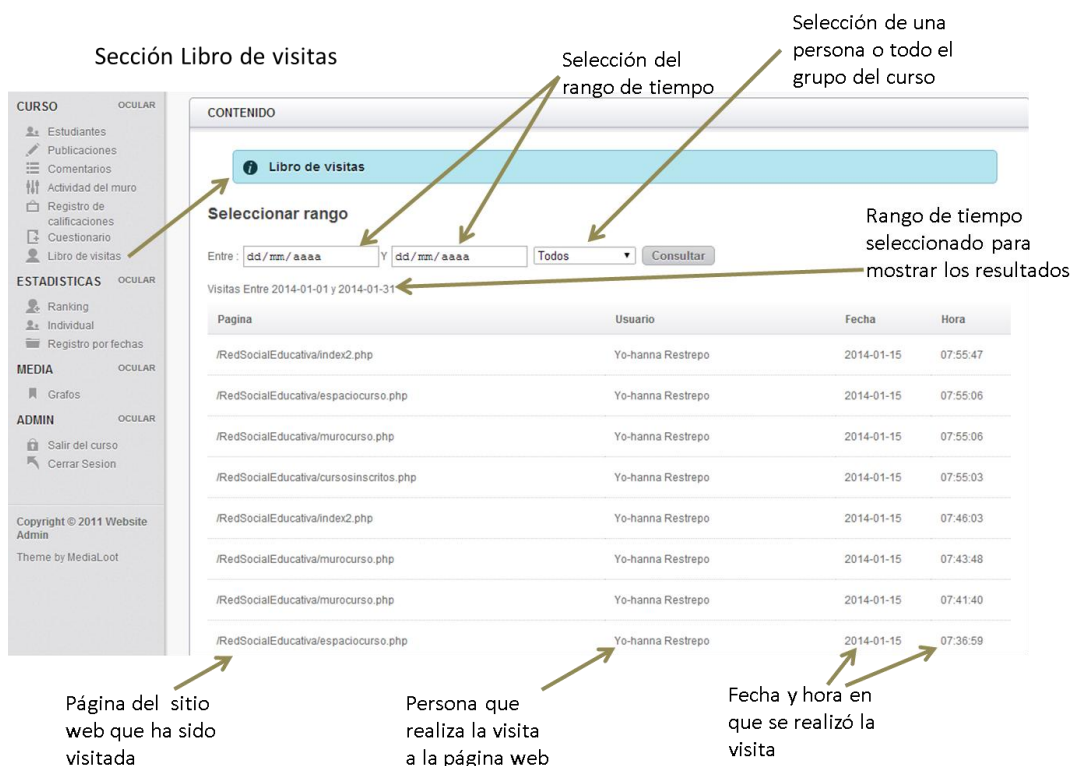 Sección Libro de visitas
Selección del
rango de tiempo
Selección de una
persona o todo el
grupo del curso
CURSO OCULAR
Estudiantes
Publicaciones
Comentarios
Actividad del muro
Registro de
calificaciones
Cuestionario
Libro de visitas
ESTADISTICAS OCULAR
Ranking
Individual
Registro por fechas
MEDIA OCULAR
Grafos
ADMIN OCULAR
Salir del curso
Cerrar Sesion
Copyright © 2011 Website
Admin
Theme by MediaLoot
CONTENIDO
Libro de visitas
Seleccionar rango
Entre : dd/mm/aaaa Y dd/mm/aaaa Todos Consultar
Rango de tiempo
seleccionado para
mostrar los resultados
Visitas Entre 2014-01-01 y 2014-01-31
Pagina Usuario Fecha Hora
/RedSocialEducativa/index2.php Yo-hanna Restrepo 2014-01-15 07:55:47
/RedSocialEducativa/espaciocurso.php Yo-hanna Restrepo 2014-01-15 07:55:06
/RedSocialEducativa/murocurso.php Yo-hanna Restrepo 2014-01-15 07:55:06
/RedSocialEducativa/cursosinscritos.php Yo-hanna Restrepo 2014-01-15 07:55:03
/RedSocialEducativa/index2.php Yo-hanna Restrepo 2014-01-15 07:46:03
/RedSocialEducativa/murocurso.php Yo-hanna Restrepo 2014-01-15 07:43:48
/RedSocialEducativa/murocurso.php Yo-hanna Restrepo 2014-01-15 07:41:40
/RedSocialEducativa/espaciocurso.php Yo-hanna Restrepo 2014-01-15 07:36:59
Página del sitio
web que ha sido
visitada
Persona que
realiza la visita
a la página web
Fecha y hora en
que se realizó la
visita